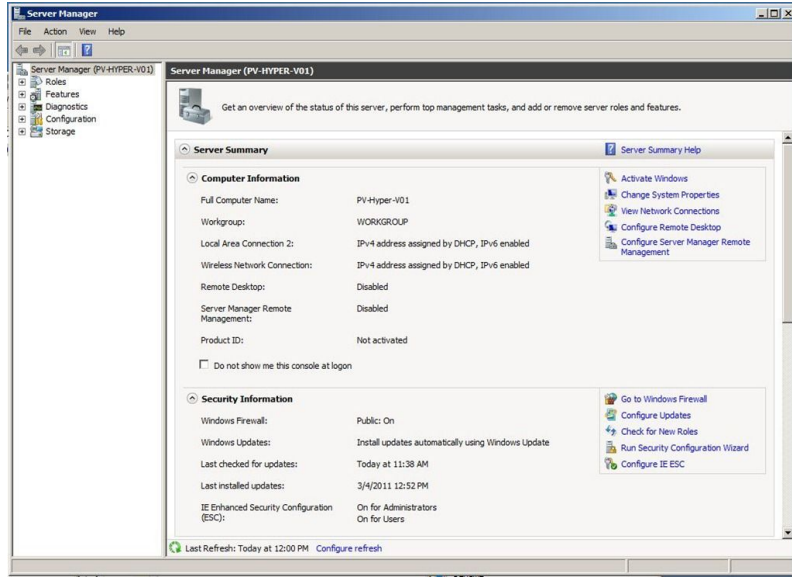 Server Manager
File Action View Help
Server Manager (PV-HYPER-V01)
Roles
Features
Diagnostics
Configuration
Storage
Server Manager (PV-HYPER-V01)
Get an overview of the status of this server, perform top management tasks, and add or remove server roles and features.
Server Summary
Server Summary Help
Computer Information
Full Computer Name: PV-Hyper-V01
Workgroup: WORKGROUP
Local Area Connection 2: IPv4 address assigned by DHCP, IPv6 enabled
Wireless Network Connection: IPv4 address assigned by DHCP, IPv6 enabled
Remote Desktop: Disabled
Server Manager Remote Disabled
Management:
Product ID: Not activated
Do not show me this console at logon
Activate Windows
Change System Properties
View Network Connections
Configure Remote Desktop
Configure Server Manager Remote
Management
Security Information
Windows Firewall: Public: On
Windows Updates: Install updates automatically using Windows Update
Last checked for updates: Today at 11:38 AM
Last installed updates: 3/4/2011 12:52 PM
IE Enhanced Security Configuration On for Administrators
(ESC): On for Users
Go to Windows Firewall
Configure Updates
Check for New Roles
Run Security Configuration Wizard
Configure IE ESC
Last Refresh: Today at 12:00 PM Configure refresh